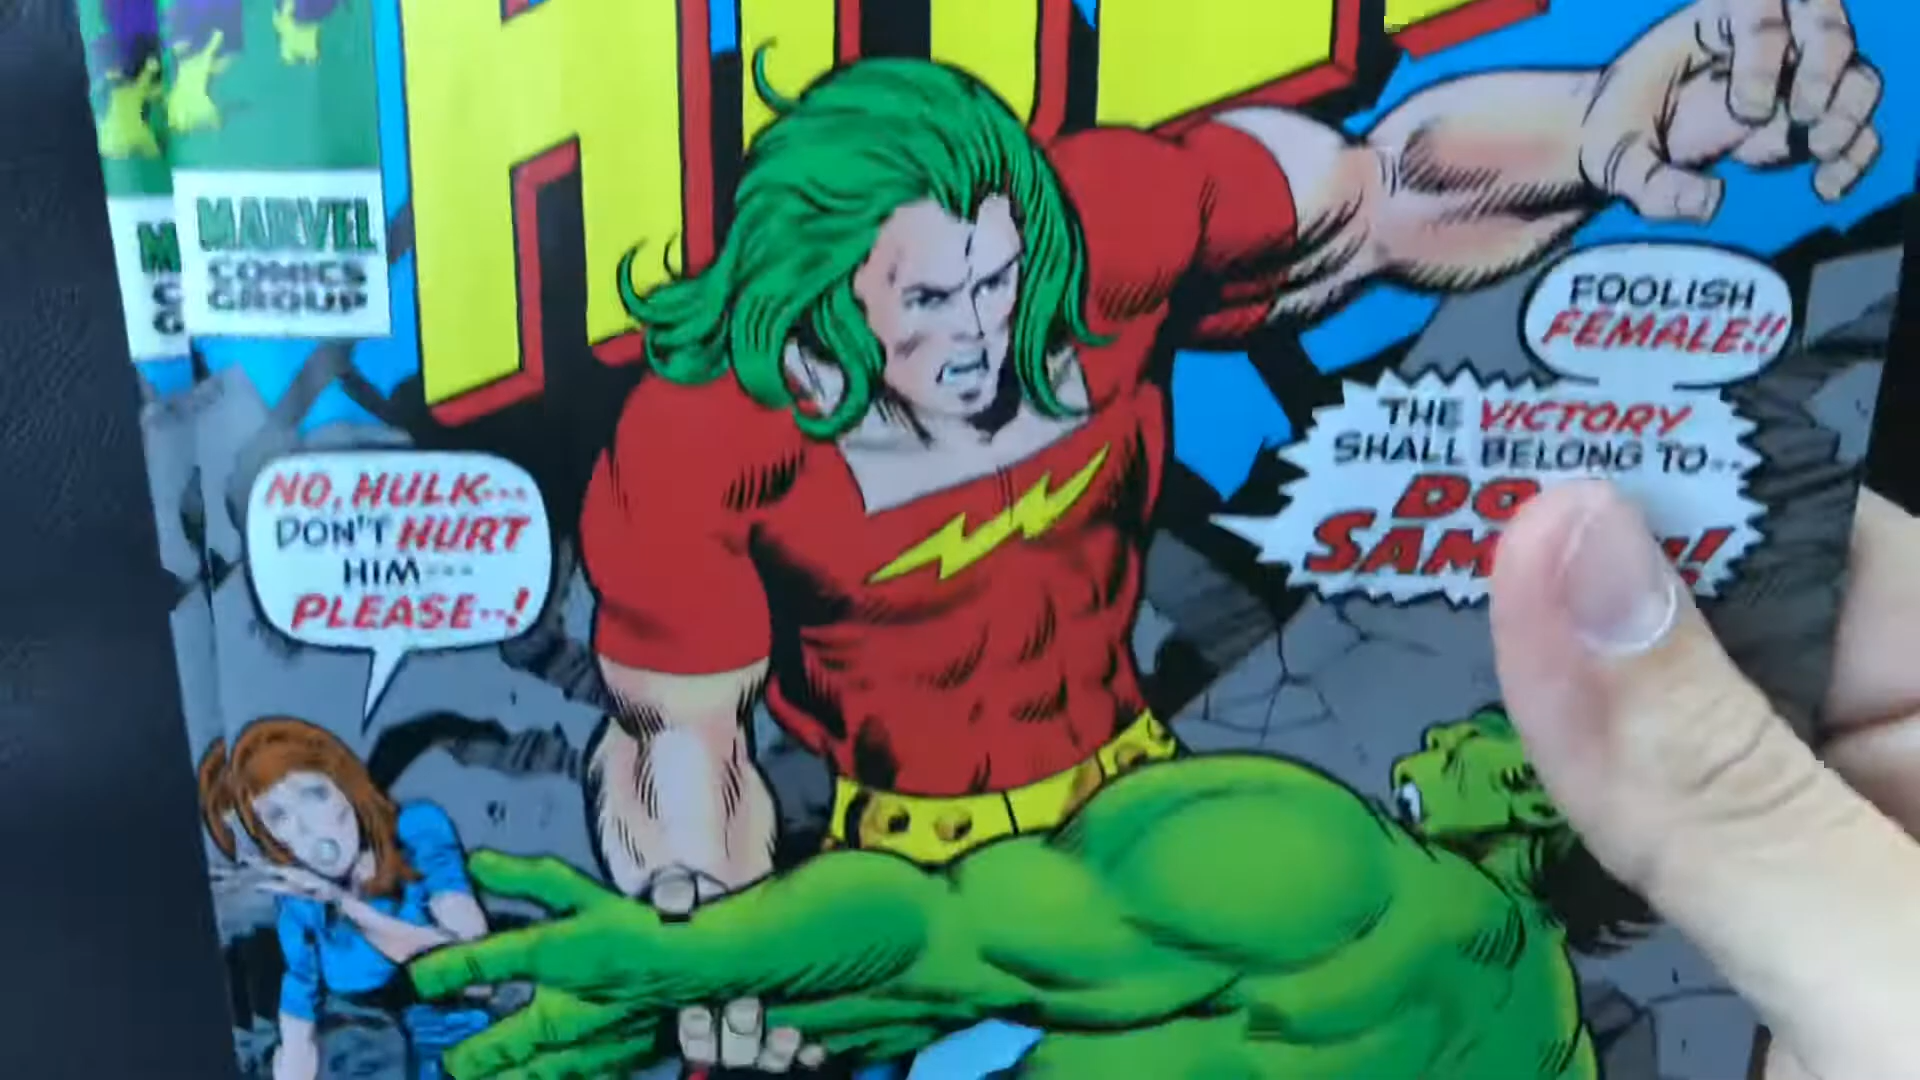 MARVEL
COMICS
GROUP
FOOLISH
FEMALE!!
THE VICTORY
SHALL BELONG TO--
NO, HULK---
DON'T HURT
HIM---
PLEASE--!